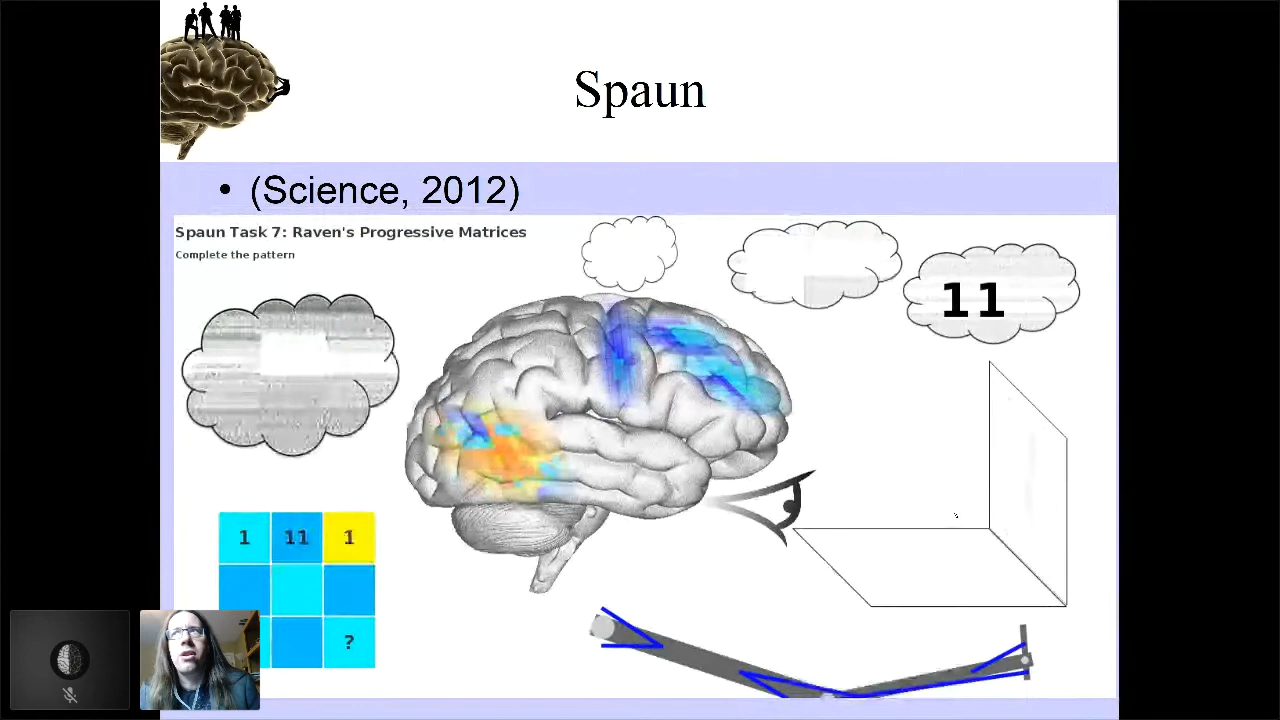 Spaun
• (Science, 2012)
Spaun Task 7: Raven's Progressive Matrices
Complete the pattern
11
1 11 1
?